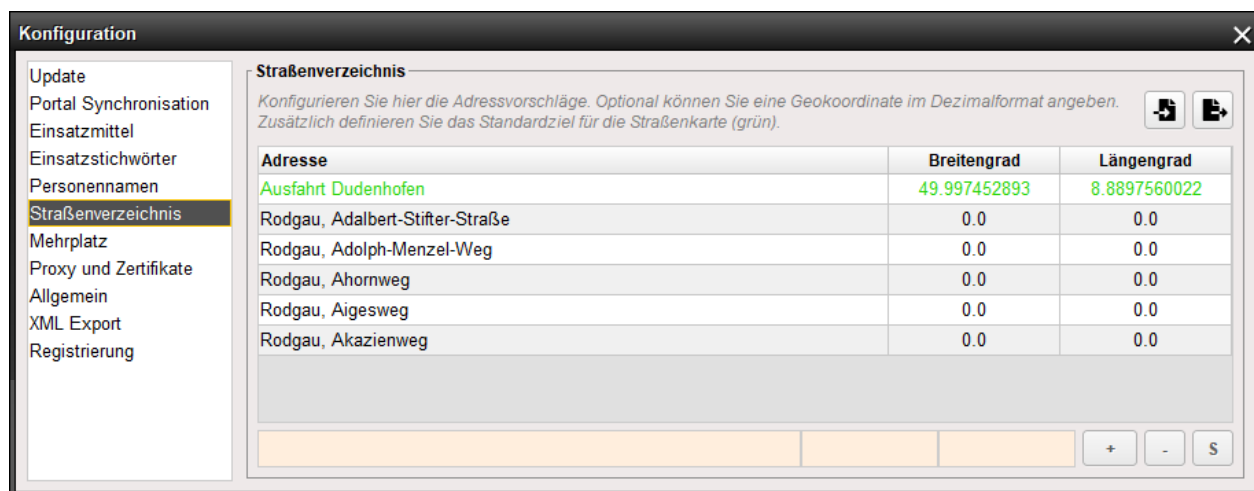 Konfiguration
Update
Portal Synchronisation
Einsatzmittel
Einsatzstichwörter
Personennamen
Straßenverzeichnis
Mehrplatz
Proxy und Zertifikate
Allgemein
XML Export
Registrierung
Straßenverzeichnis
Konfigurieren Sie hier die Adressvorschläge. Optional können Sie eine Geokoordinate im Dezimalformat angeben.
Zusätzlich definieren Sie das Standardziel für die Straßenkarte (grün).
Adresse Breitengrad Längengrad
Ausfahrt Dudenhofen 49.997452893 8.8897560022
Rodgau, Adalbert-Stifter-Straße 0.0 0.0
Rodgau, Adolph-Menzel-Weg 0.0 0.0
Rodgau, Ahornweg 0.0 0.0
Rodgau, Aigesweg 0.0 0.0
Rodgau, Akazienweg 0.0 0.0
+ - S